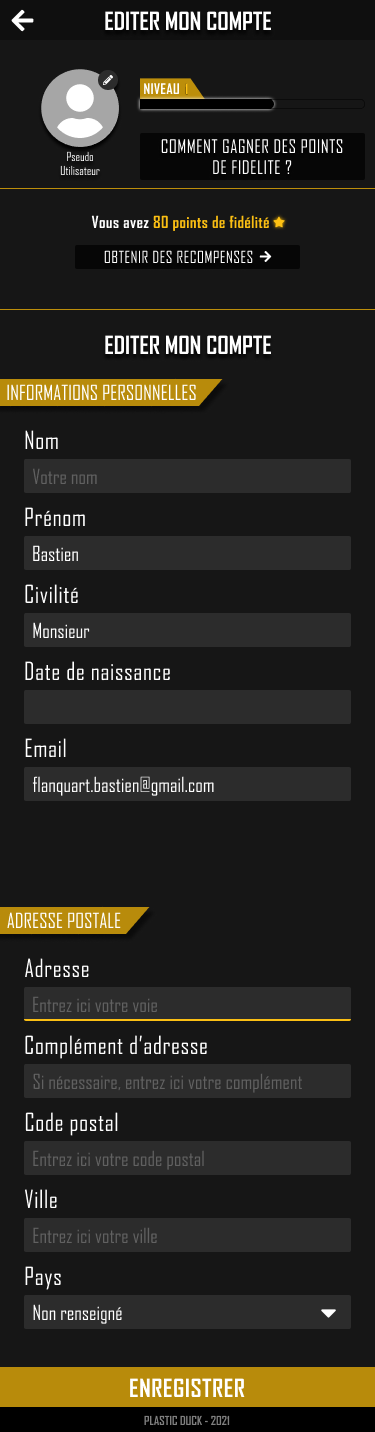 EDITER MON COMPTE
NIVEAU 1
Pseudo
Utilisateur
COMMENT GAGNER DES POINTS
DE FIDELITE ?
Vous avez 80 points de fidélité
OBTENIR DES RECOMPENSES
EDITER MON COMPTE
INFORMATIONS PERSONNELLES
Nom
Votre nom
Prénom
Bastien
Civilité
Monsieur
Date de naissance
Email
flanquart.bastien@gmail.com
ADRESSE POSTALE
Adresse
Entrez ici votre voie
Complément d'adresse
Si nécessaire, entrez ici votre complément
Code postal
Entrez ici votre code postal
Ville
Entrez ici votre ville
Pays
Non renseigné
ENREGISTRER
PLASTIC DUCK - 2021